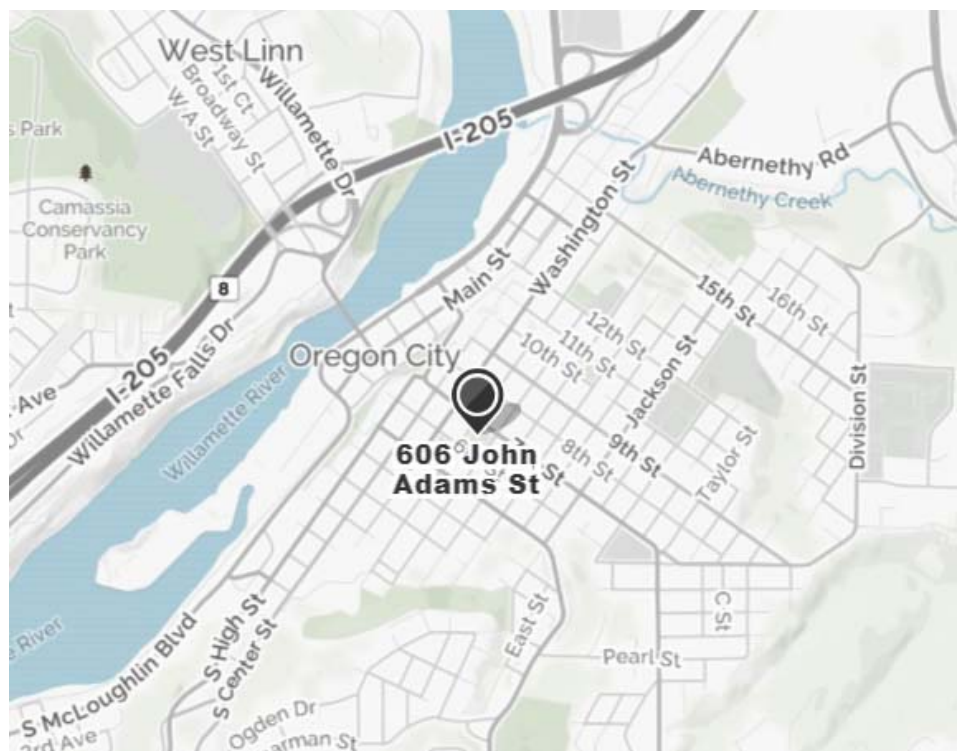 West Linn
1st Ct
Broadway St
W A St
Willamette Dr
I-205
s Park
Camassia
Conservancy
Park
8
Willamette Falls Dr
I-205
Ave
Dr
Willamette River
Oregon City
Main St
Washington St
Abernethy Rd
Abernethy Creek
15th St
16th St
12th St
11th St
10th St
Jackson St
9th St
8th St
Taylor St
Division St
606 John
Adams St
St
S High St
S Center St
S McLoughlin Blvd
River
3rd Ave
Ogden Dr
earman St
East St
Pearl St
C St